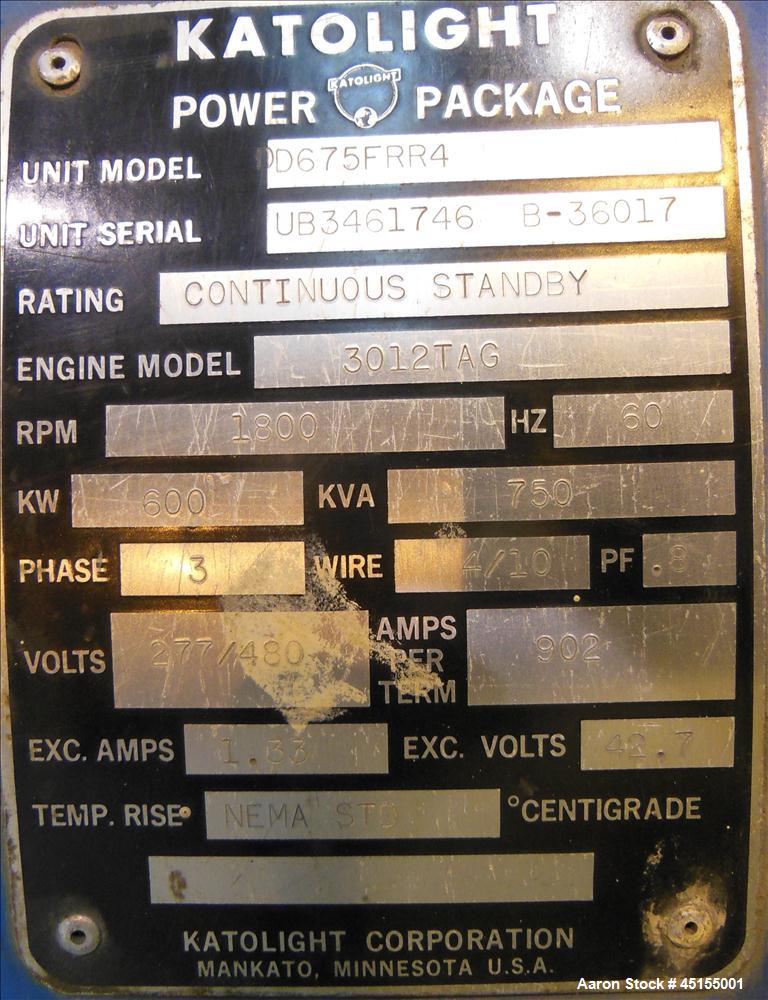 KATOLIGHT
POWER KATOLIGHT PACKAGE
UNIT MODEL D675FRR4
UNIT SERIAL UB3461746 B-36017
RATING CONTINUOUS STANDBY
ENGINE MODEL 3012TAG
RPM 1800 HZ 60
KW 600 KVA 750
PHASE 3 WIRE 4/10 PF .8
VOLTS 277/480 AMPS PER TERM 902
EXC. AMPS 1.33 EXC. VOLTS
TEMP. RISE NEMA STD °CENTIGRADE
KATOLIGHT CORPORATION
MANKATO, MINNESOTA U.S.A.
Aaron Stock # 45155001